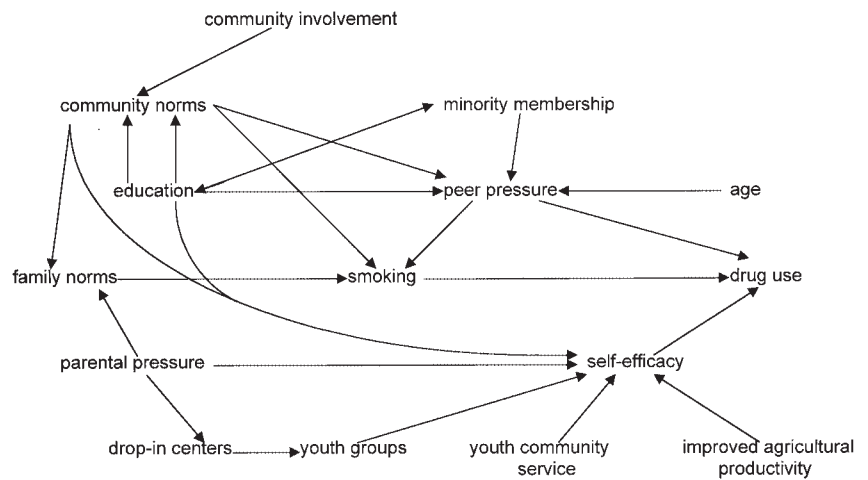 community involvement
community norms
minority membership
education
peer pressure
age
family norms
smoking
drug use
parental pressure
self-efficacy
drop-in centers
youth groups
youth community
service
improved agricultural
productivity